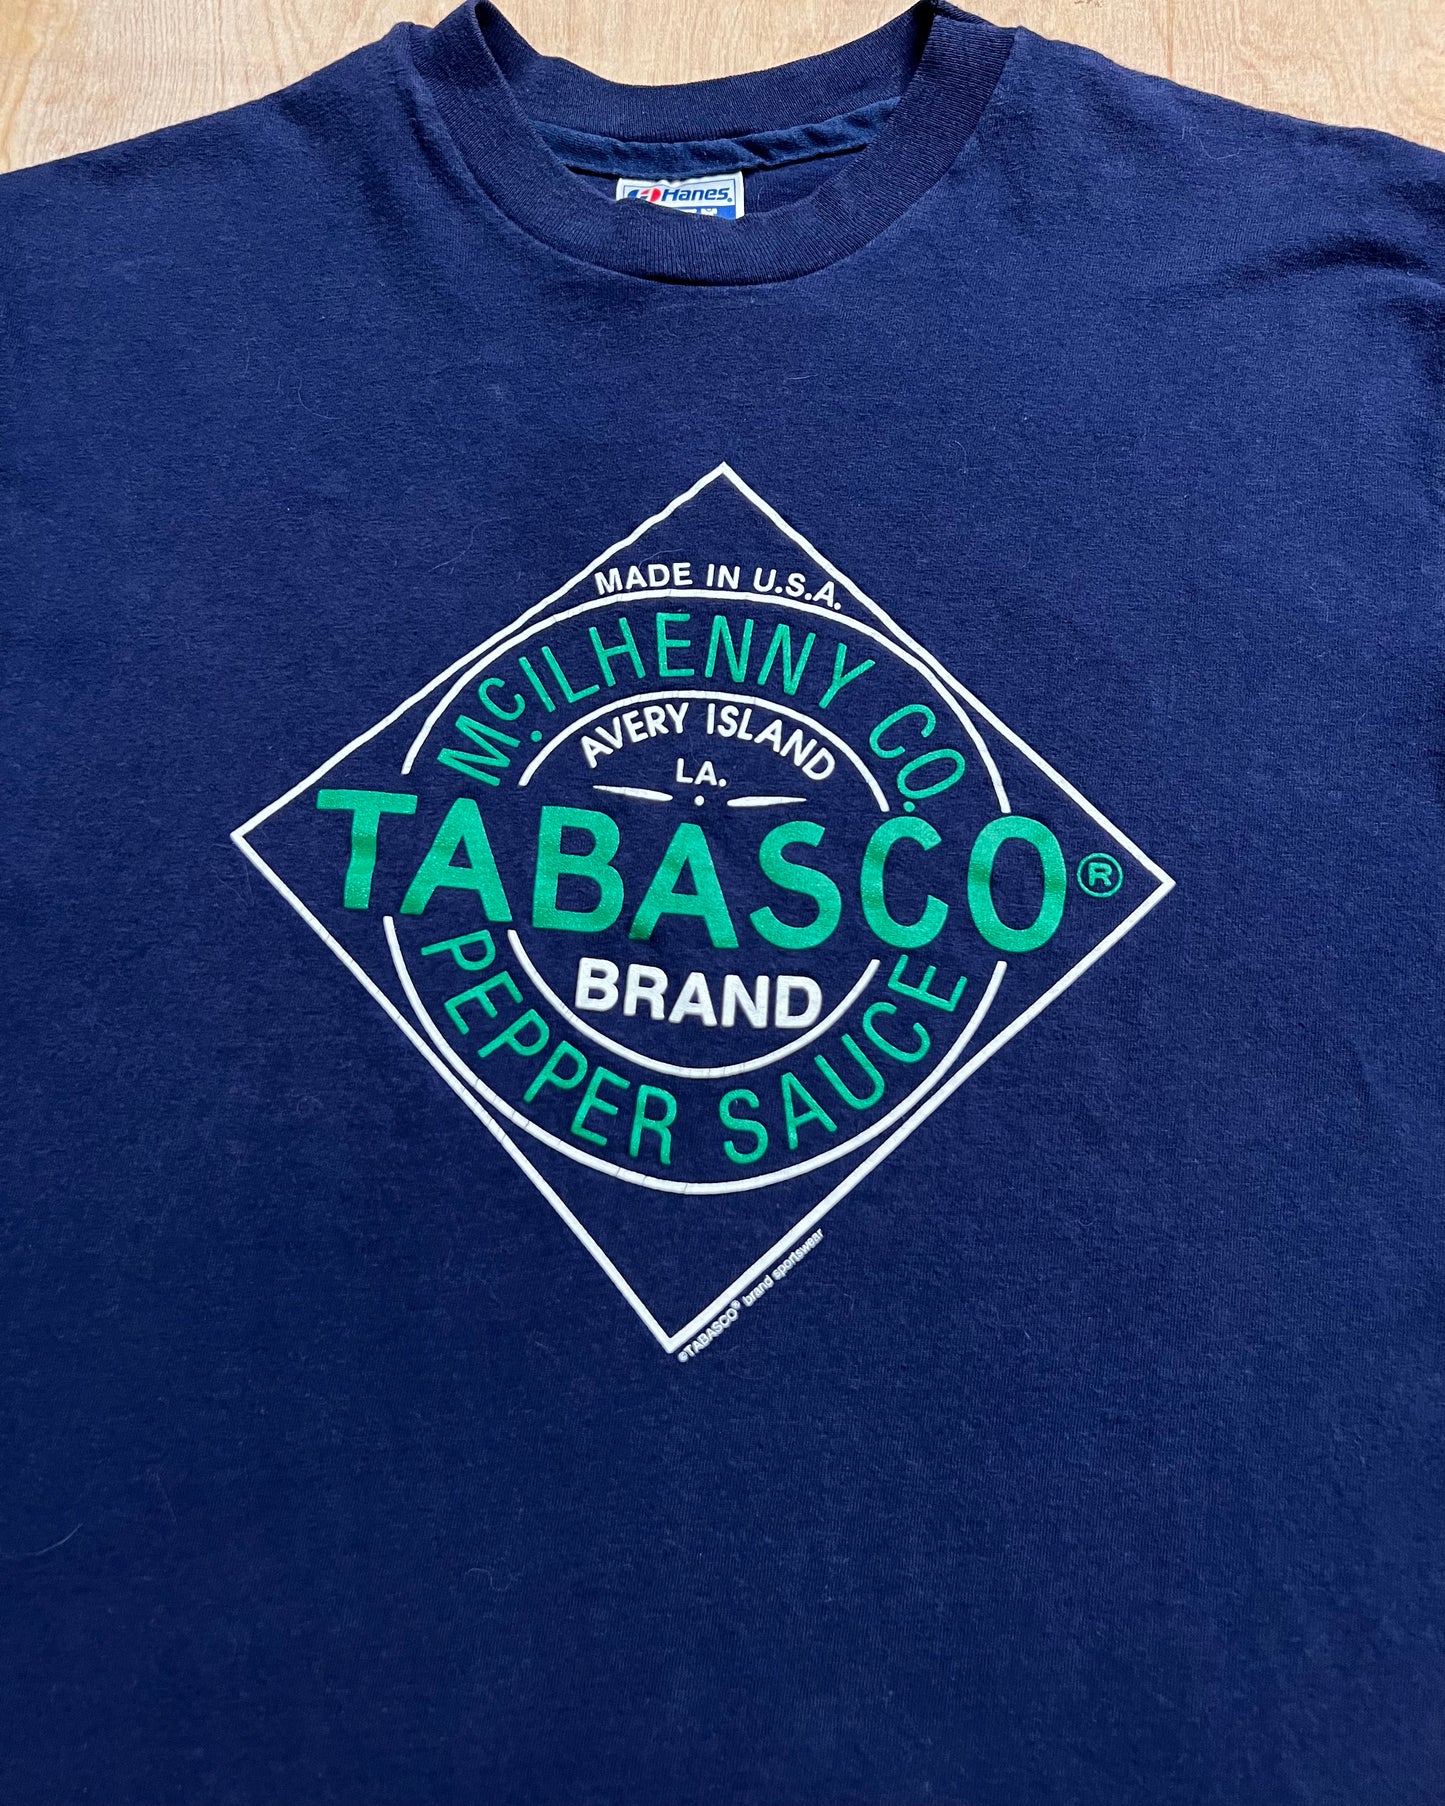 Hanes®
MADE IN U.S.A.
McILHENNY CO.
AVERY ISLAND
LA.
TABASCO®
BRAND
PEPPER SAUCE
©TABASCO® brand sportswear